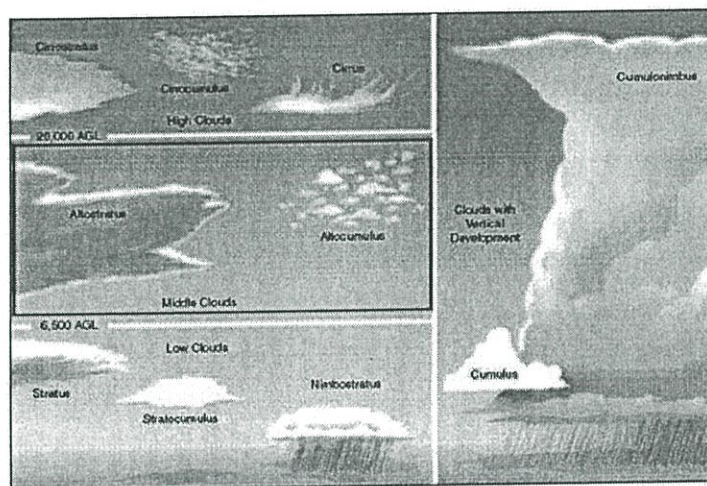 Cirrostratus
Cirrocumulus
Cirrus
High Clouds
20,000 AGL
Altostratus
Altocumulus
Middle Clouds
6,500 AGL
Low Clouds
Stratus
Stratocumulus
Nimbostratus
Cumulonimbus
Clouds with
Vertical
Development
Cumulus